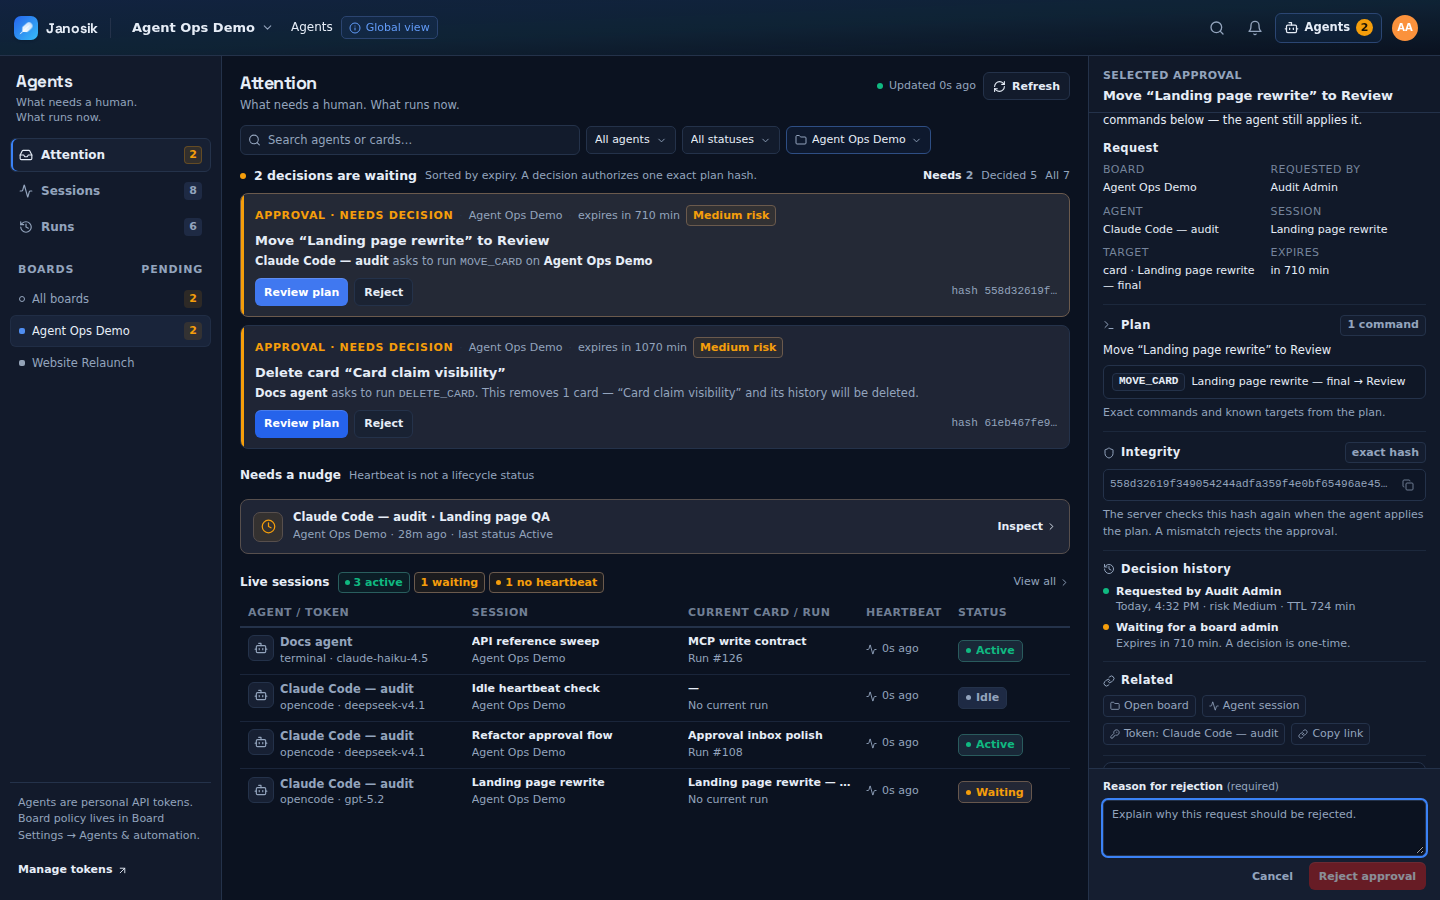 Janosik
Agent Ops Demo
Agents
Global view
Agents 2
AA
Agents
What needs a human.
What runs now.
Attention 2
Sessions 8
Runs 6
BOARDS PENDING
All boards 2
Agent Ops Demo 2
Website Relaunch
Agents are personal API tokens.
Board policy lives in Board
Settings → Agents & automation.
Manage tokens
Attention
What needs a human. What runs now.
Updated 0s ago
Refresh
Search agents or cards...
All agents
All statuses
Agent Ops Demo
2 decisions are waiting Sorted by expiry. A decision authorizes one exact plan hash.
Needs 2 Decided 5 All 7
APPROVAL · NEEDS DECISION Agent Ops Demo expires in 710 min Medium risk
Move “Landing page rewrite” to Review
Claude Code — audit asks to run MOVE_CARD on Agent Ops Demo
Review plan Reject hash 558d32619f…
APPROVAL · NEEDS DECISION Agent Ops Demo expires in 1070 min Medium risk
Delete card “Card claim visibility”
Docs agent asks to run DELETE_CARD. This removes 1 card — “Card claim visibility” and its history will be deleted.
Review plan Reject hash 61eb467fe9…
Needs a nudge Heartbeat is not a lifecycle status
Claude Code — audit · Landing page QA
Agent Ops Demo · 28m ago · last status Active
Inspect
Live sessions 3 active 1 waiting 1 no heartbeat View all
AGENT / TOKEN SESSION CURRENT CARD / RUN HEARTBEAT STATUS
Docs agent API reference sweep MCP write contract 0s ago Active
terminal · claude-haiku-4.5 Agent Ops Demo Run #126
Claude Code — audit Idle heartbeat check — 0s ago Idle
opencode · deepseek-v4.1 Agent Ops Demo No current run
Claude Code — audit Refactor approval flow Approval inbox polish 0s ago Active
opencode · deepseek-v4.1 Agent Ops Demo Run #108
Claude Code — audit Landing page rewrite Landing page rewrite — … 0s ago Waiting
opencode · gpt-5.2 Agent Ops Demo No current run
SELECTED APPROVAL
Move “Landing page rewrite” to Review
commands below — the agent still applies it.
Request
BOARD REQUESTED BY
Agent Ops Demo Audit Admin
AGENT SESSION
Claude Code — audit Landing page rewrite
TARGET EXPIRES
card · Landing page rewrite in 710 min
— final
Plan 1 command
Move “Landing page rewrite” to Review
MOVE_CARD Landing page rewrite — final → Review
Exact commands and known targets from the plan.
Integrity exact hash
558d32619f349054244adfa359f4e0bf65496ae45…
The server checks this hash again when the agent applies
the plan. A mismatch rejects the approval.
Decision history
Requested by Audit Admin
Today, 4:32 PM · risk Medium · TTL 724 min
Waiting for a board admin
Expires in 710 min. A decision is one-time.
Related
Open board Agent session
Token: Claude Code — audit Copy link
Reason for rejection (required)
Explain why this request should be rejected.
Cancel Reject approval